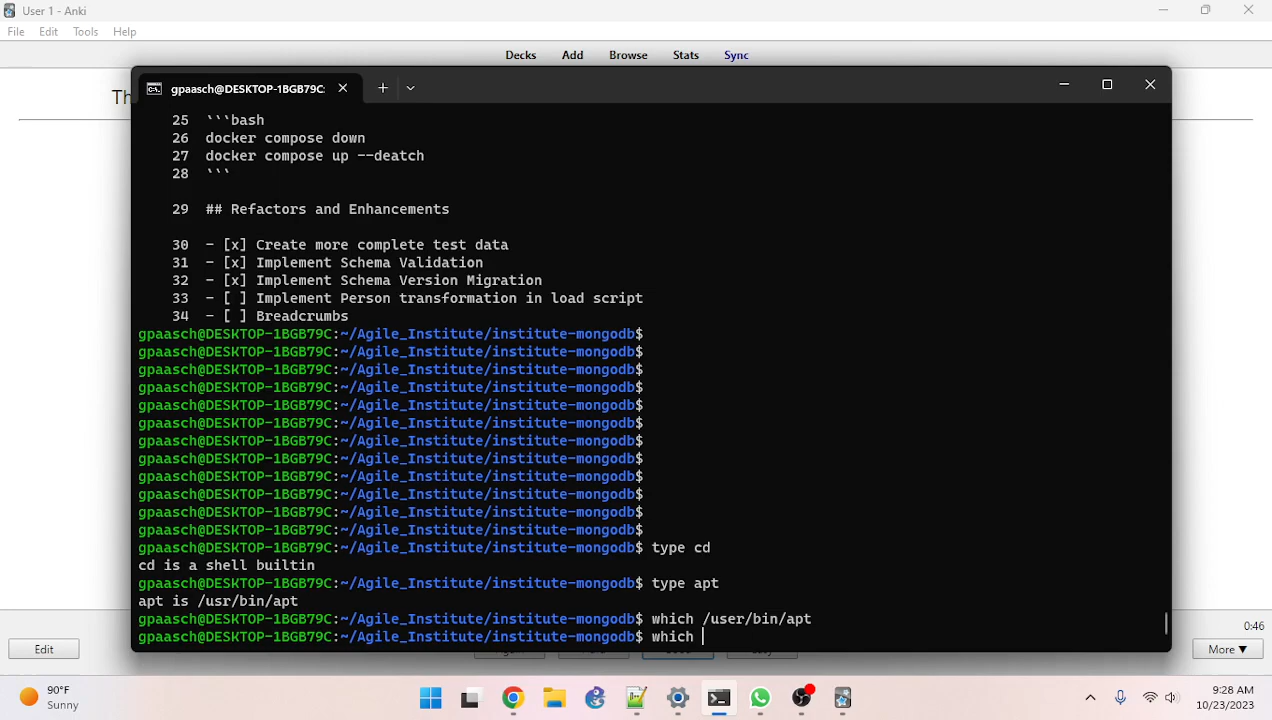 User 1 - Anki
File Edit Tools Help
Decks Add Browse Stats Sync
Th
gpaasch@DESKTOP-1BGB79C:
25 ```bash
26 docker compose down
27 docker compose up --deatch
28 ```
29 ## Refactors and Enhancements
30 - [x] Create more complete test data
31 - [x] Implement Schema Validation
32 - [x] Implement Schema Version Migration
33 - [ ] Implement Person transformation in load script
34 - [ ] Breadcrumbs
gpaasch@DESKTOP-1BGB79C:~/Agile_Institute/institute-mongodb$
gpaasch@DESKTOP-1BGB79C:~/Agile_Institute/institute-mongodb$
gpaasch@DESKTOP-1BGB79C:~/Agile_Institute/institute-mongodb$
gpaasch@DESKTOP-1BGB79C:~/Agile_Institute/institute-mongodb$
gpaasch@DESKTOP-1BGB79C:~/Agile_Institute/institute-mongodb$
gpaasch@DESKTOP-1BGB79C:~/Agile_Institute/institute-mongodb$
gpaasch@DESKTOP-1BGB79C:~/Agile_Institute/institute-mongodb$
gpaasch@DESKTOP-1BGB79C:~/Agile_Institute/institute-mongodb$
gpaasch@DESKTOP-1BGB79C:~/Agile_Institute/institute-mongodb$
gpaasch@DESKTOP-1BGB79C:~/Agile_Institute/institute-mongodb$
gpaasch@DESKTOP-1BGB79C:~/Agile_Institute/institute-mongodb$
gpaasch@DESKTOP-1BGB79C:~/Agile_Institute/institute-mongodb$
gpaasch@DESKTOP-1BGB79C:~/Agile_Institute/institute-mongodb$ type cd
cd is a shell builtin
gpaasch@DESKTOP-1BGB79C:~/Agile_Institute/institute-mongodb$ type apt
apt is /usr/bin/apt
gpaasch@DESKTOP-1BGB79C:~/Agile_Institute/institute-mongodb$ which /user/bin/apt
gpaasch@DESKTOP-1BGB79C:~/Agile_Institute/institute-mongodb$ which
0:46
Edit More ▼
90°F
Sunny
9:28 AM
10/23/2023